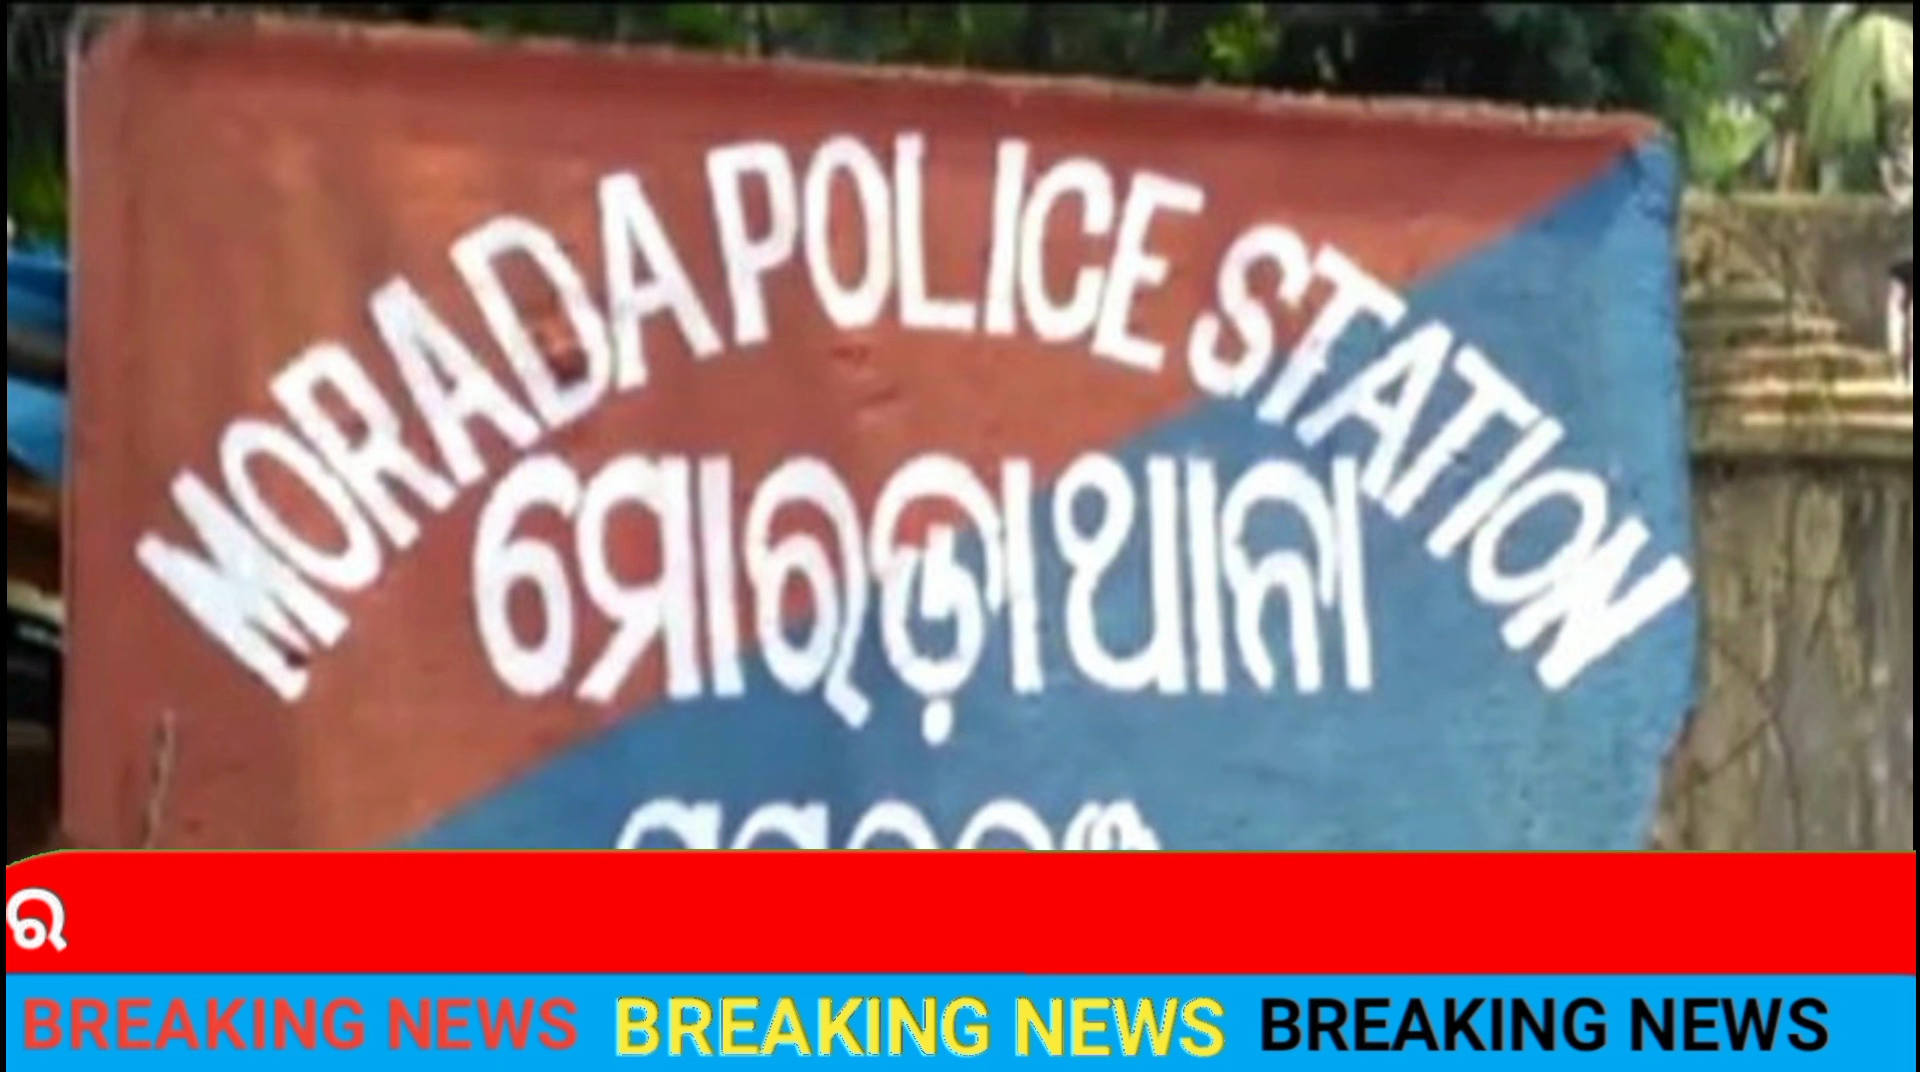 MORADA POLICE STATION
ମୋରଡ଼ା ଥାନା
ର
BREAKING NEWS BREAKING NEWS BREAKING NEWS